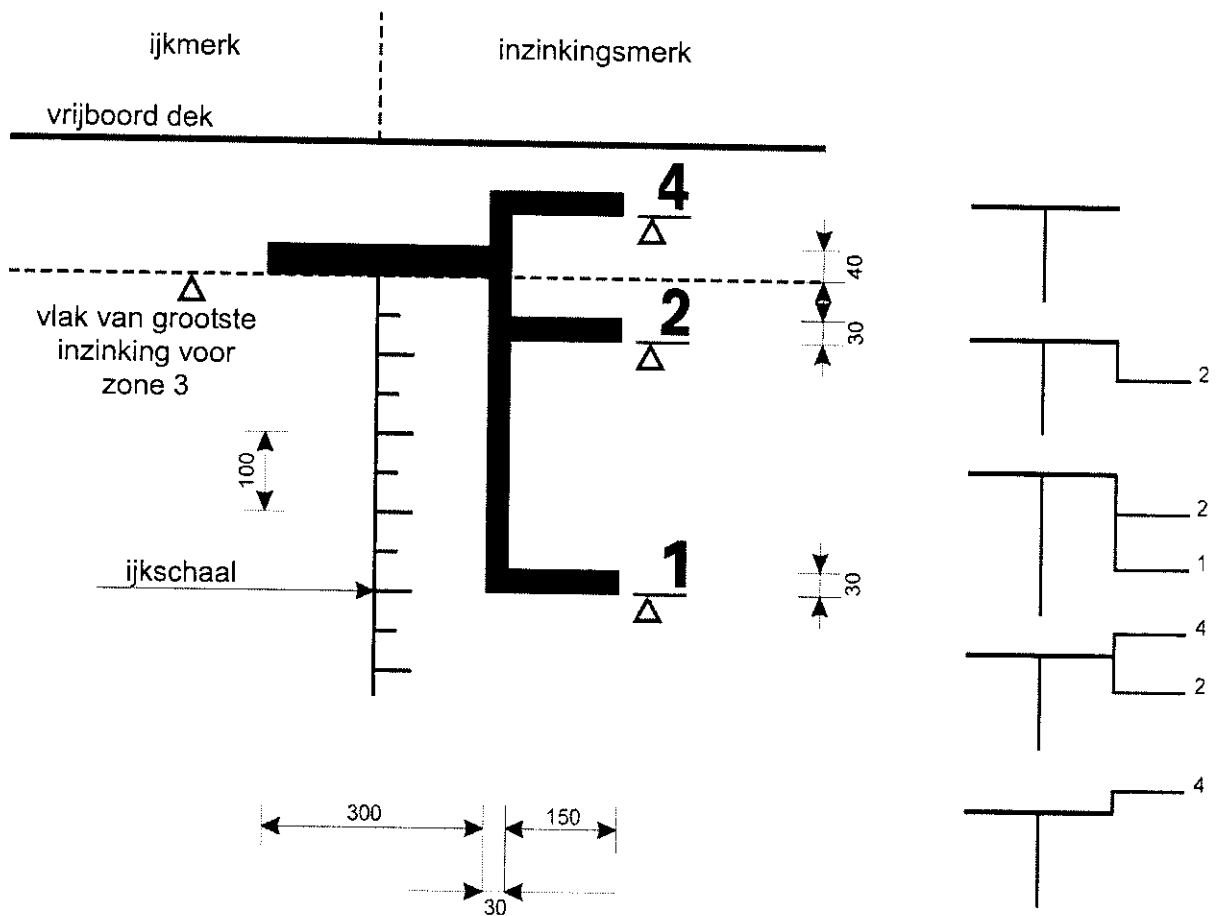 ijkmerk
inzinkingsmerk
vrijboord dek
4
40
vlak van grootste
inzinking voor
zone 3
2
30
100
ijkschaal
1
30
300
150
30
2
2
1
4
2
4